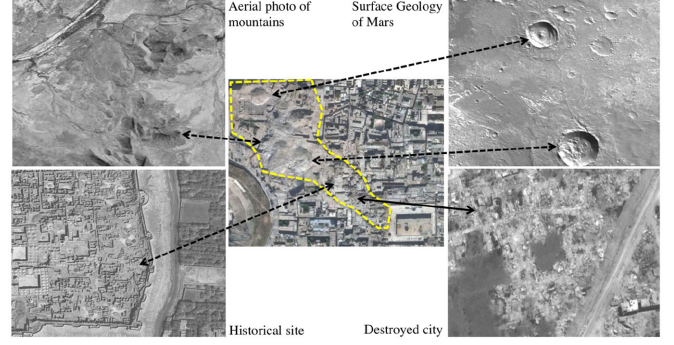 Aerial photo of
mountains
Surface Geology
of Mars
Historical site
Destroyed city